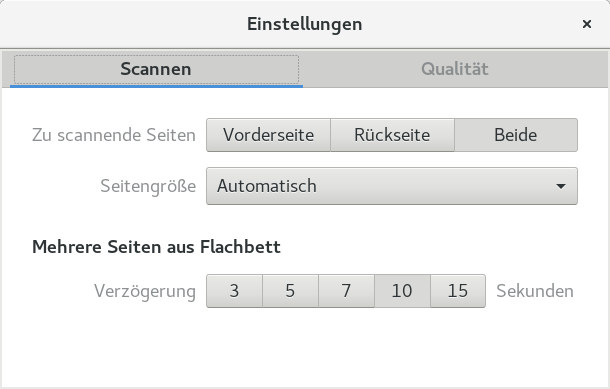 Einstellungen ×
Scannen Qualität
Zu scannende Seiten Vorderseite Rückseite Beide
Seitengröße Automatisch
Mehrere Seiten aus Flachbett
Verzögerung 3 5 7 10 15 Sekunden